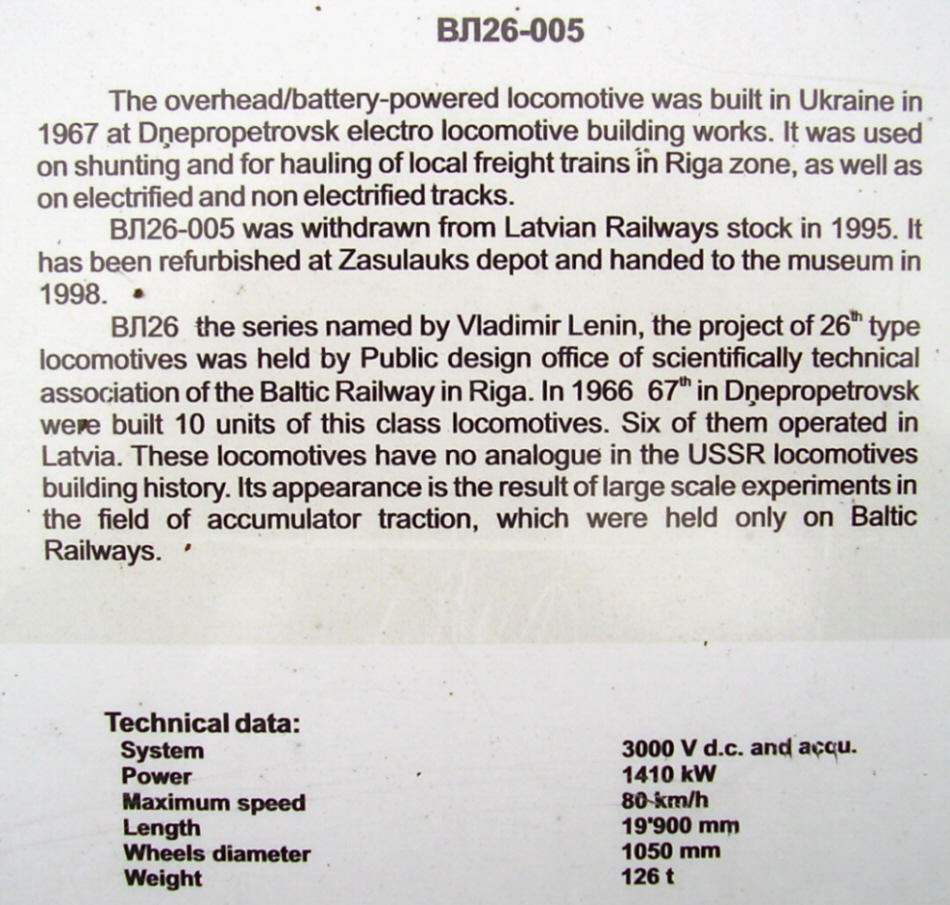 ВЛ26-005
The overhead/battery-powered locomotive was built in Ukraine in
1967 at Dņepropetrovsk electro locomotive building works. It was used
on shunting and for hauling of local freight trains in Riga zone, as well as
on electrified and non electrified tracks.
ВЛ26-005 was withdrawn from Latvian Railways stock in 1995. It
has been refurbished at Zasulauks depot and handed to the museum in
1998.
ВЛ26 the series named by Vladimir Lenin, the project of 26th type
locomotives was held by Public design office of scientifically technical
association of the Baltic Railway in Riga. In 1966 67th in Dņepropetrovsk
were built 10 units of this class locomotives. Six of them operated in
Latvia. These locomotives have no analogue in the USSR locomotives
building history. Its appearance is the result of large scale experiments in
the field of accumulator traction, which were held only on Baltic
Railways.
Technical data:
System 3000 V d.c. and accu.
Power 1410 kW
Maximum speed 80 km/h
Length 19'900 mm
Wheels diameter 1050 mm
Weight 126 t